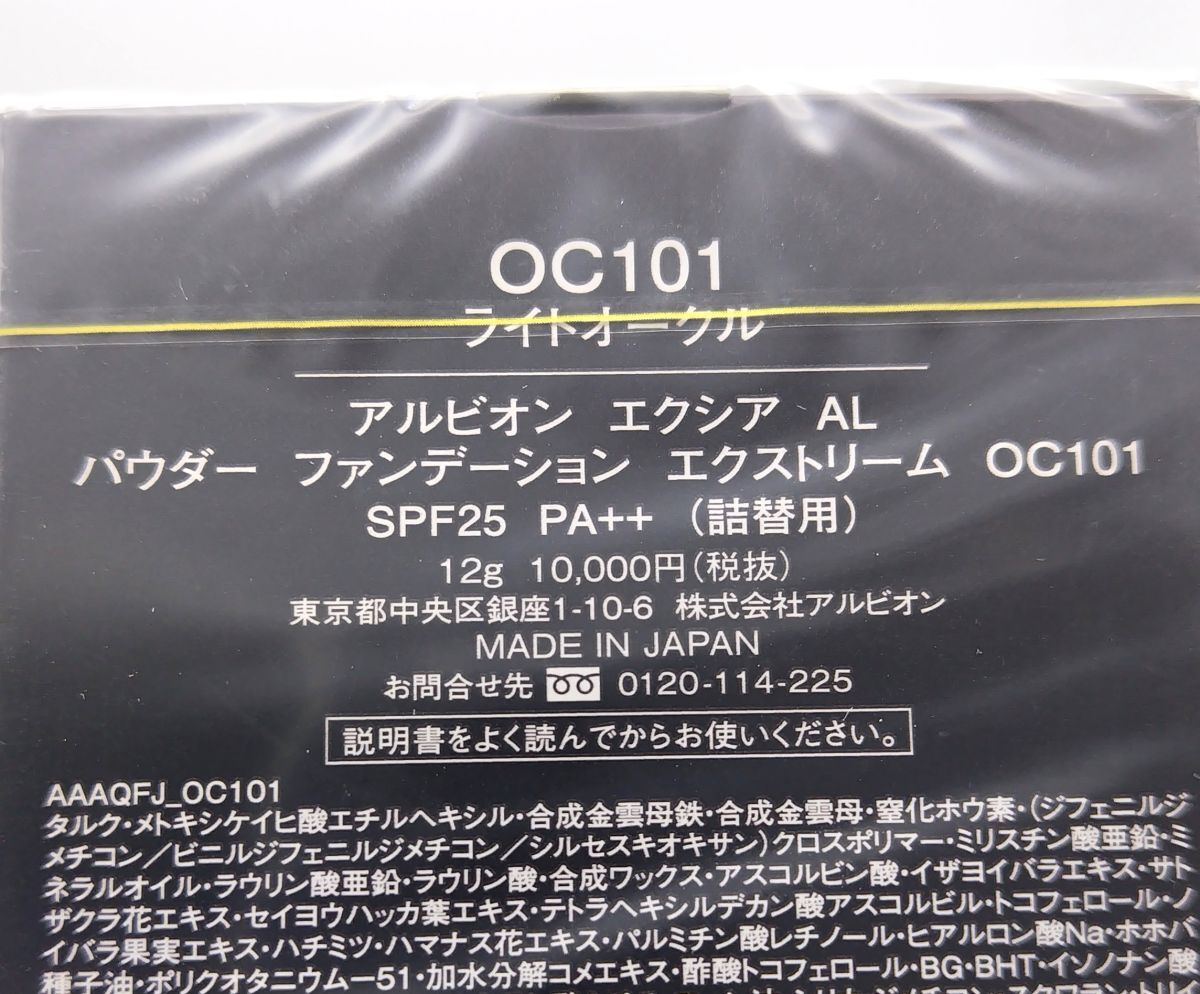 OC101
ライトオークル
アルビオン エクシア AL
パウダー ファンデーション エクストリーム OC101
SPF25 PA++ (詰替用)
12g 10,000円(税抜)
東京都中央区銀座1-10-6 株式会社アルビオン
MADE IN JAPAN
お問合せ先 0120-114-225
説明書をよく読んでからお使いください。
AAAQFJ_OC101
タルク・メトキシケイヒ酸エチルヘキシル・合成金雲母鉄・合成金雲母・窒化ホウ素・(ジフェニルジ
メチコン/ビニルジフェニルジメチコン/シルセスキオキサン)クロスポリマー・ミリスチン酸亜鉛・ミ
ネラルオイル・ラウリン酸亜鉛・ラウリン酸・合成ワックス・アスコルビン酸・イザヨイバラエキス・サト
ザクラ花エキス・セイヨウハッカ葉エキス・テトラヘキシルデカン酸アスコルビル・トコフェロール・ノ
イバラ果実エキス・ハチミツ・ハマナス花エキス・パルミチン酸レチノール・ヒアルロン酸Na・ホホバ
種子油・ポリクオタニウム-51・加水分解コメエキス・酢酸トコフェロール・BG・BHT・イソノナン酸